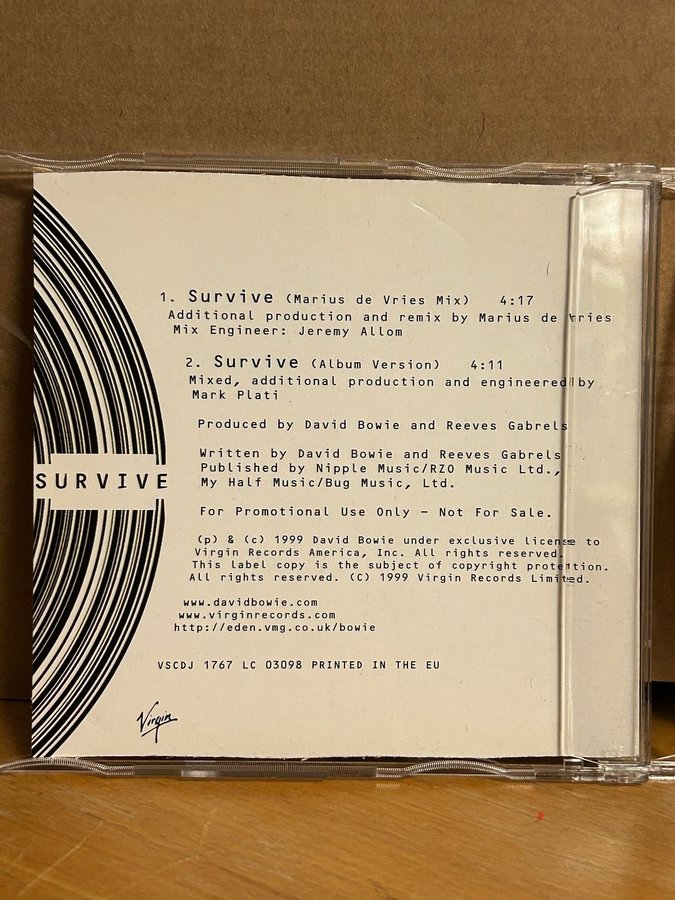 1. Survive (Marius de Vries Mix) 4:17
Additional production and remix by Marius de Vries
Mix Engineer: Jeremy Allom
2. Survive (Album Version) 4:11
Mixed, additional production and engineered by
Mark Plati
Produced by David Bowie and Reeves Gabrels
SURVIVE
Written by David Bowie and Reeves Gabrels
Published by Nipple Music/RZO Music Ltd.,
My Half Music/Bug Music, Ltd.
For Promotional Use Only - Not For Sale.
(p) & (c) 1999 David Bowie under exclusive license to
Virgin Records America, Inc. All rights reserved.
This label copy is the subject of copyright protection.
All rights reserved. (C) 1999 Virgin Records Limited.
www.davidbowie.com
www.virginrecords.com
http://eden.vmg.co.uk/bowie
VSCDJ 1767 LC 03098 PRINTED IN THE EU
Virgin